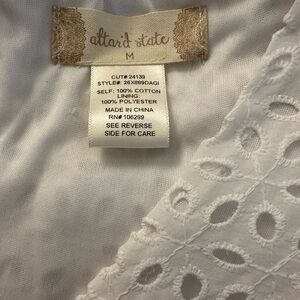 altar'd state
M
CUT# 24139
STYLE#: 26X899DAGI
SELF: 100% COTTON
LINING:
100% POLYESTER
MADE IN CHINA
RN# 106299
SEE REVERSE
SIDE FOR CARE